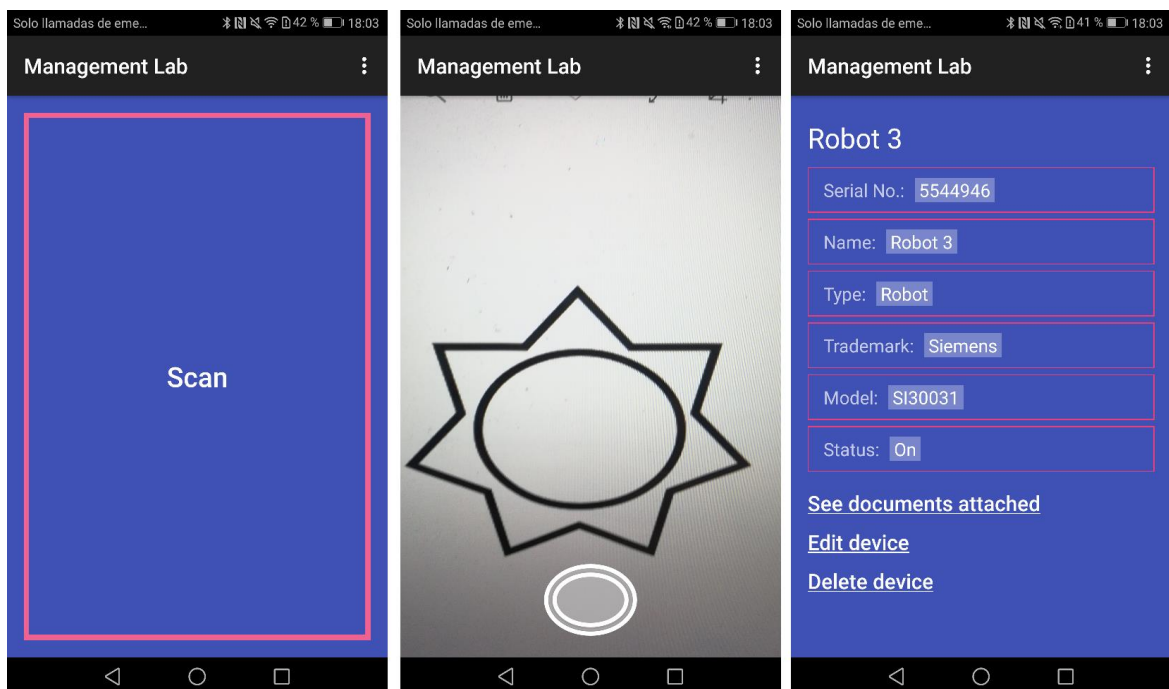 Solo llamadas de eme... 42 % 18:03
Management Lab
Scan
Solo llamadas de eme... 42 % 18:03
Management Lab
Solo llamadas de eme... 41 % 18:03
Management Lab
Robot 3
Serial No.: 5544946
Name: Robot 3
Type: Robot
Trademark: Siemens
Model: SI30031
Status: On
See documents attached
Edit device
Delete device